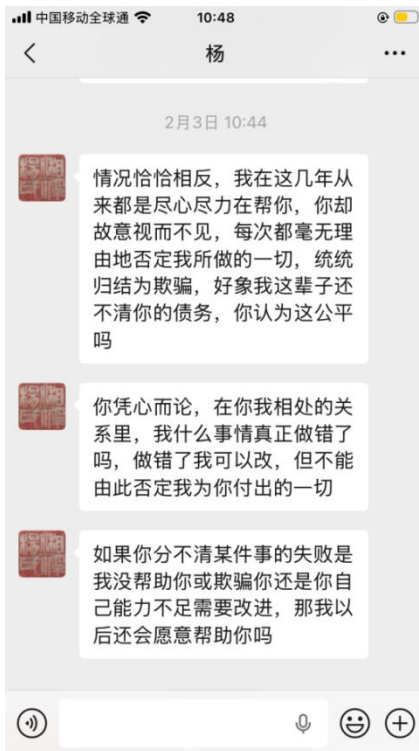 中国移动全球通
10:48
杨
2月3日 10:44
情况恰恰相反，我在这几年从
来都是尽心尽力在帮你，你却
故意视而不见，每次都毫无理
由地否定我所做的一切，统统
归结为欺骗，好象我这辈子还
不清你的债务，你认为这公平
吗
你凭心而论，在你我相处的关
系里，我什么事情真正做错了
吗，做错了我可以改，但不能
由此否定我为你付出的一切
如果你分不清某件事的失败是
我没帮助你或欺骗你还是你自
己能力不足需要改进，那我以
后还会愿意帮助你吗